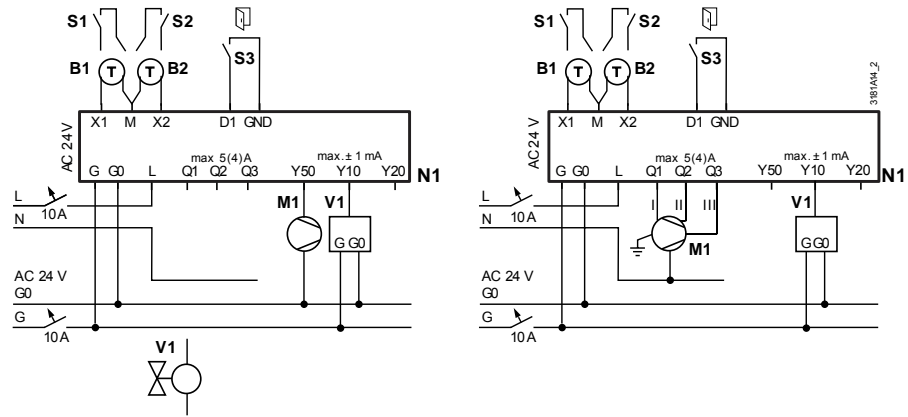 S1 S2
S3
B1 T T B2
X1 M X2 D1 GND
AC 24 V
max 5(4)A max. ± 1 mA
G G0 L Q1 Q2 Q3 Y50 Y10 Y20 N1
L
10 A
N
M1 V1
G G0
AC 24 V
G0
G
10 A
V1
S1 S2
S3
B1 T T B2
3181A14_2
X1 M X2 D1 GND
AC 24 V
max 5(4)A max. ± 1 mA
G G0 L Q1 Q2 Q3 Y50 Y10 Y20 N1
L
10 A
N
I II III
V1
M1
G G0
AC 24 V
G0
G
10 A